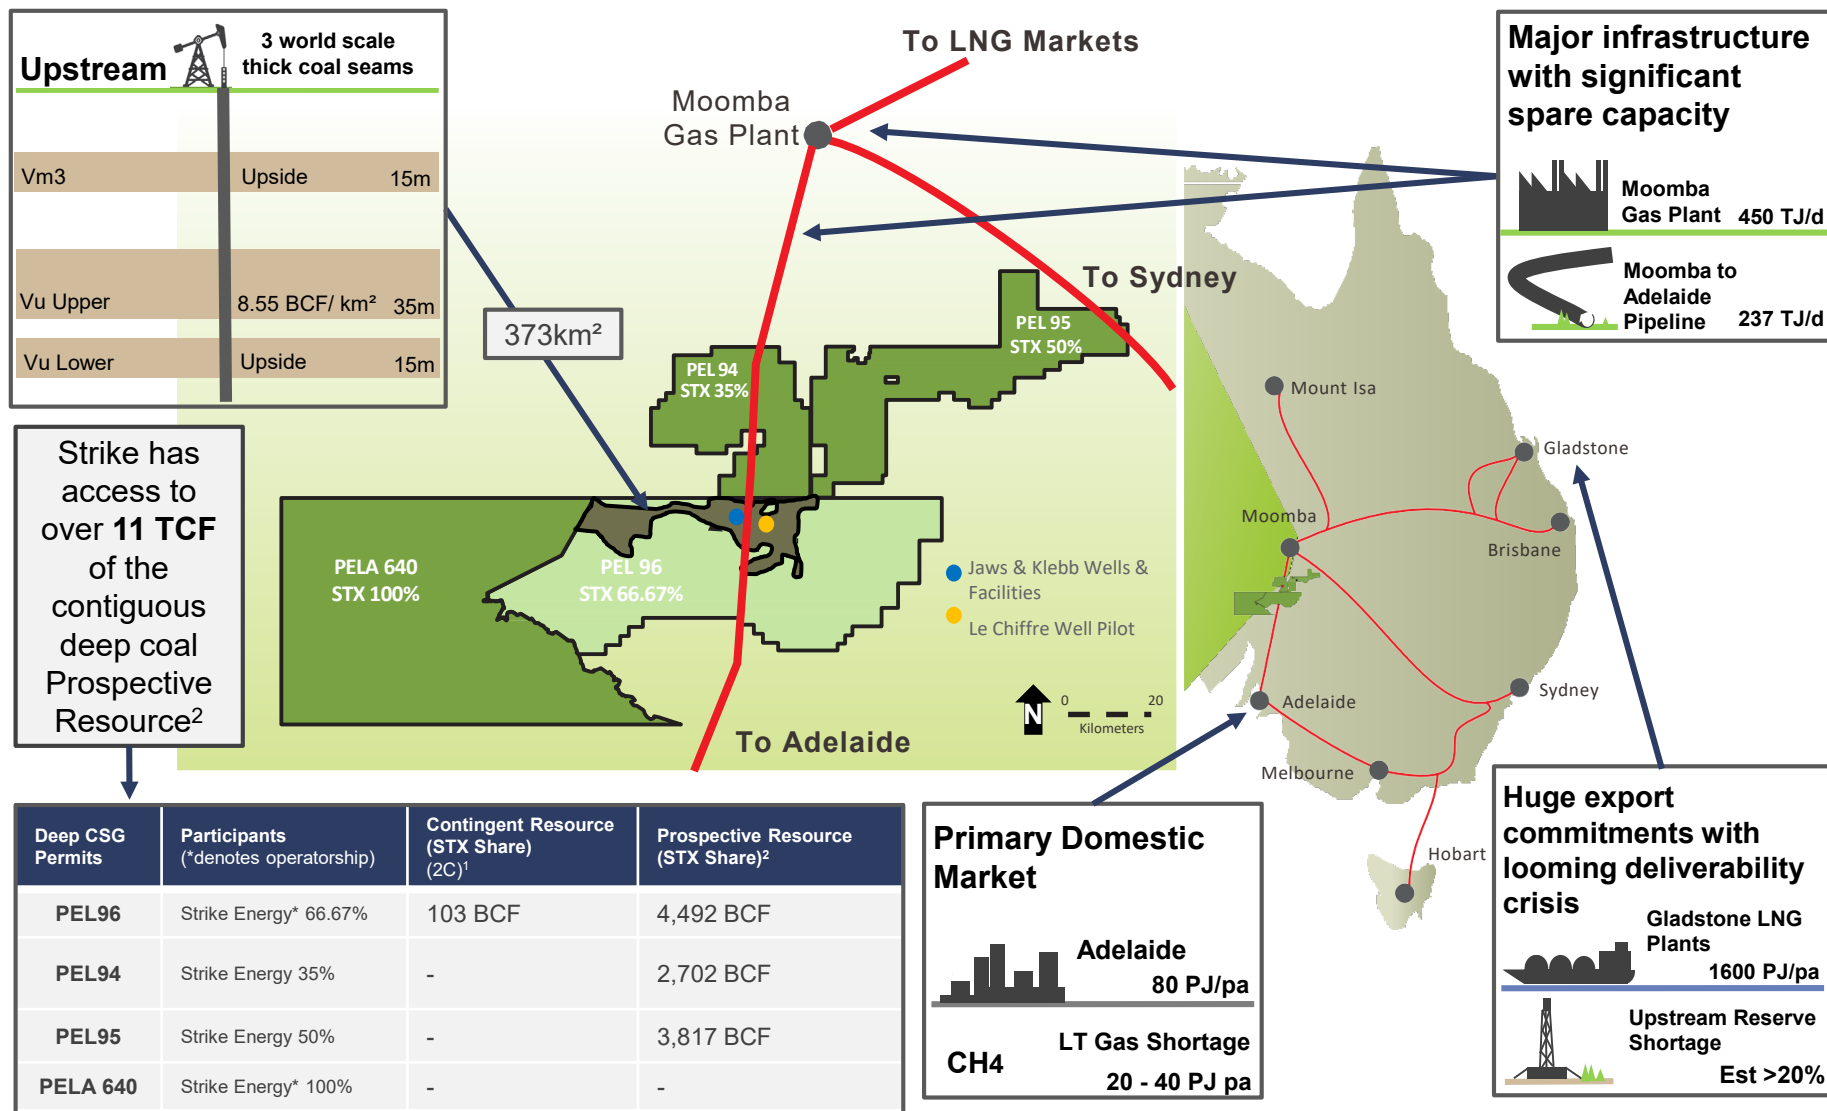 Upstream
3 world scale
thick coal seams
Vm3 Upside 15m
Vu Upper 8.55 BCF/ km² 35m
Vu Lower Upside 15m
To LNG Markets
Moomba
Gas Plant
To Sydney
373km²
PEL 95
STX 50%
PEL 94
STX 35%
PELA 640
STX 100%
PEL 96
STX 66.67%
Jaws & Klebb Wells &
Facilities
Le Chiffre Well Pilot
N
0 20
Kilometers
To Adelaide
Major infrastructure
with significant
spare capacity
Moomba
Gas Plant 450 TJ/d
Moomba to
Adelaide
Pipeline 237 TJ/d
Mount Isa
Gladstone
Moomba
Brisbane
Adelaide
Sydney
Melbourne
Hobart
Strike has
access to
over 11 TCF
of the
contiguous
deep coal
Prospective
Resource²
Deep CSG
Permits
Participants
(*denotes operatorship)
Contingent Resource
(STX Share)
(2C)¹
Prospective Resource
(STX Share)²
PEL96 Strike Energy* 66.67% 103 BCF 4,492 BCF
PEL94 Strike Energy 35% - 2,702 BCF
PEL95 Strike Energy 50% - 3,817 BCF
PELA 640 Strike Energy* 100% - -
Primary Domestic
Market
Adelaide
80 PJ/pa
CH4
LT Gas Shortage
20 - 40 PJ pa
Huge export
commitments with
looming deliverability
crisis
Gladstone LNG
Plants
1600 PJ/pa
Upstream Reserve
Shortage
Est >20%